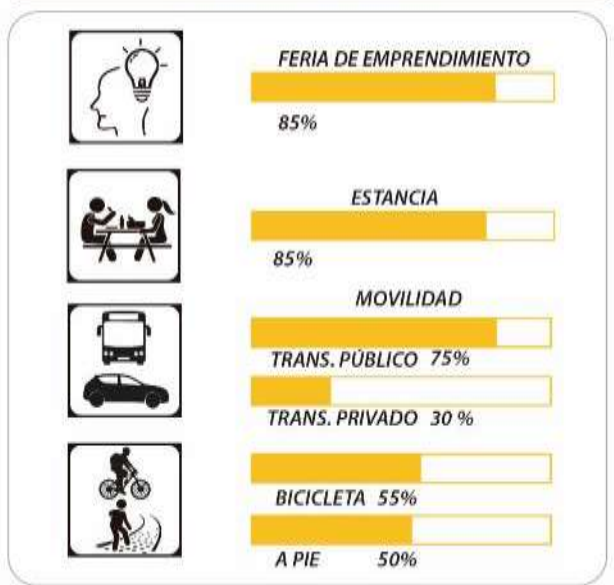 FERIA DE EMPRENDIMIENTO
85%
ESTANCIA
85%
MOVILIDAD
TRANS. PÚBLICO 75%
TRANS. PRIVADO 30 %
BICICLETA 55%
A PIE 50%